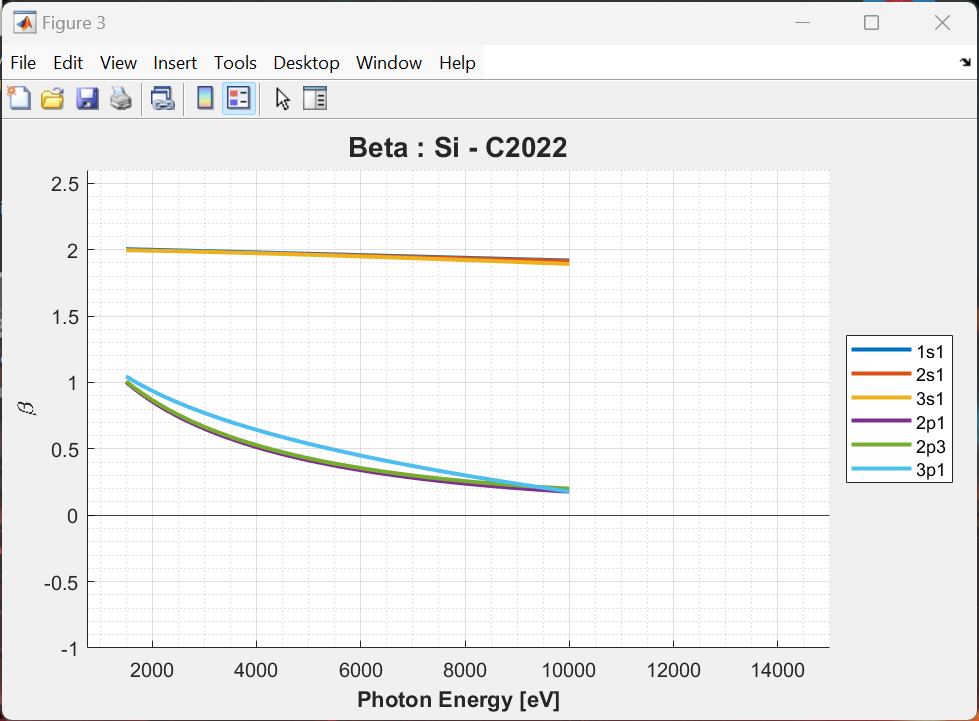 Figure 3
File Edit View Insert Tools Desktop Window Help
Beta : Si - C2022
2.5
2
1.5
1
0.5
0
-0.5
-1
β
2000 4000 6000 8000 10000 12000 14000
Photon Energy [eV]
1s1
2s1
3s1
2p1
2p3
3p1